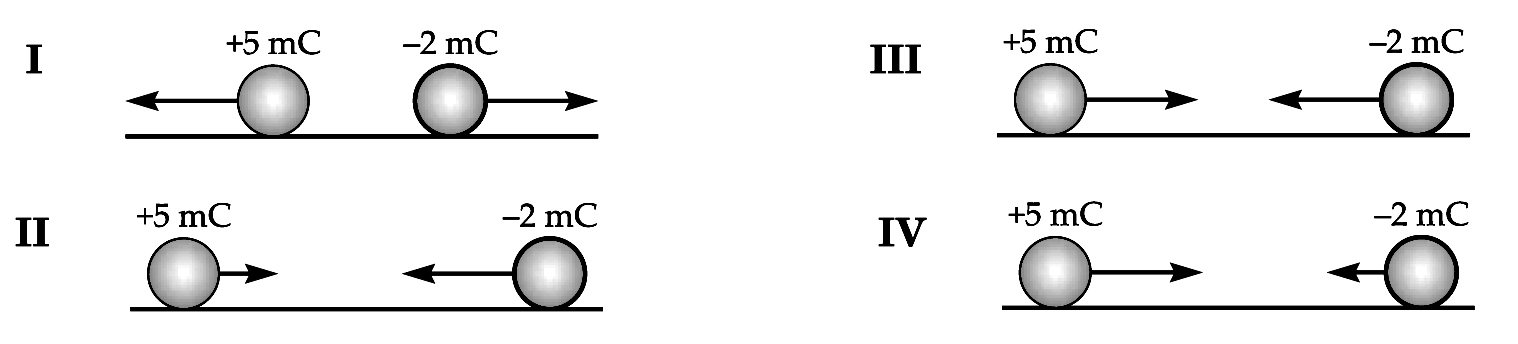 I
+5 mC –2 mC
II
+5 mC –2 mC
III
+5 mC –2 mC
IV
+5 mC –2 mC